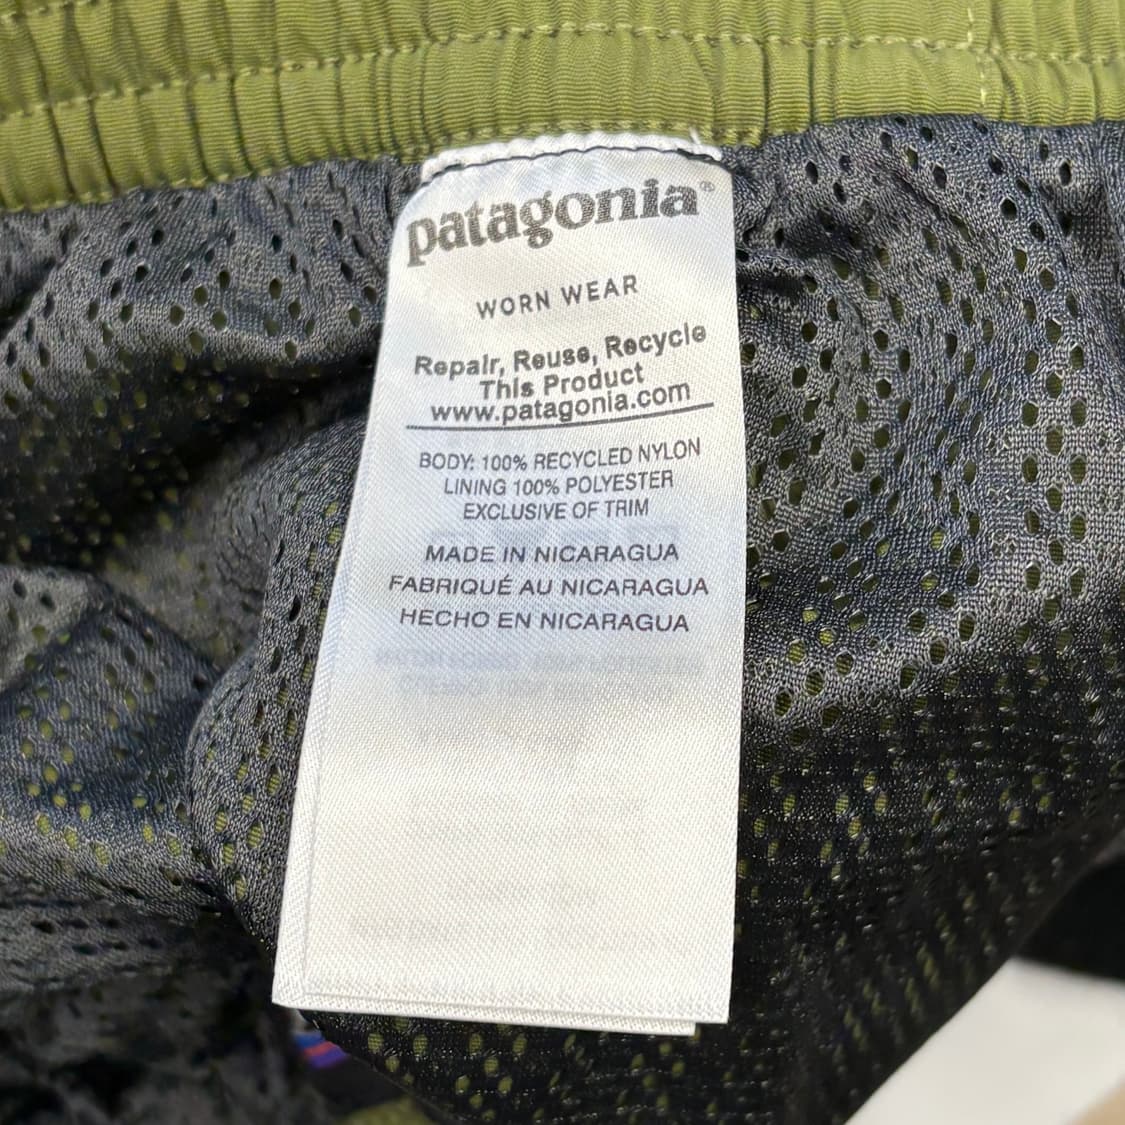 patagonia®
WORN WEAR
Repair, Reuse, Recycle
This Product
www.patagonia.com
BODY: 100% RECYCLED NYLON
LINING 100% POLYESTER
EXCLUSIVE OF TRIM
MADE IN NICARAGUA
FABRIQUÉ AU NICARAGUA
HECHO EN NICARAGUA